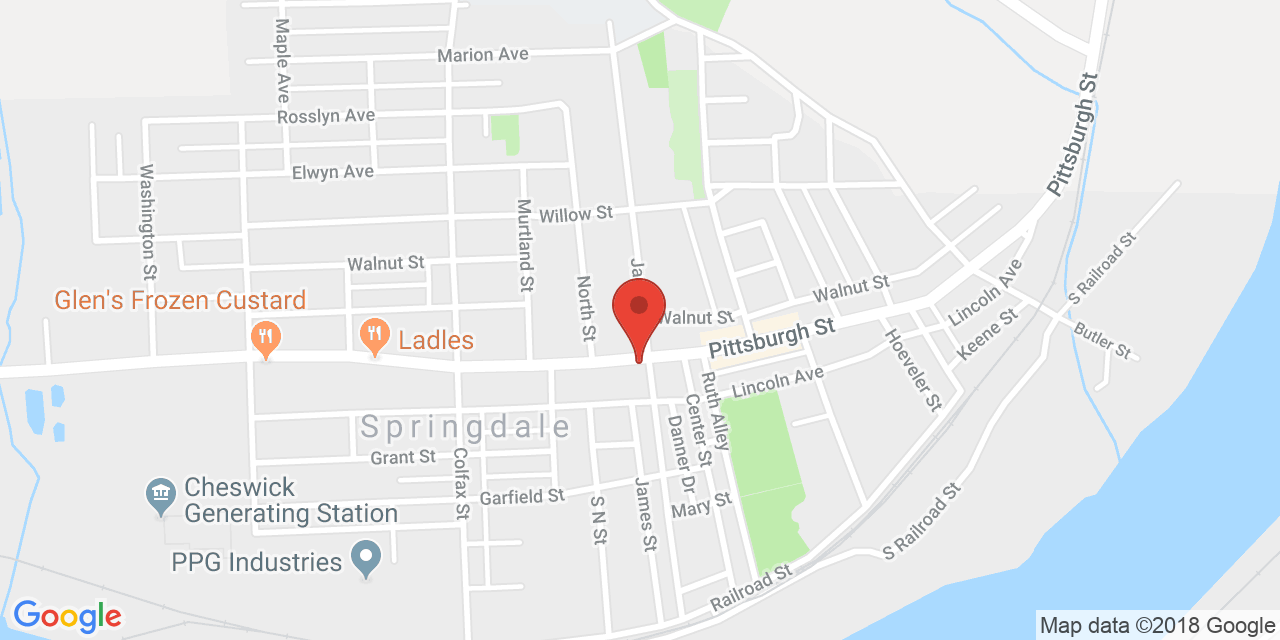 Maple Ave
Marion Ave
Rosslyn Ave
Elwyn Ave
Washington St
Pittsburgh St
Willow St
Murtland St
Walnut St
North St
Ja
S Railroad St
Lincoln Ave
Glen's Frozen Custard
Ladles
Walnut St
Walnut St
Pittsburgh St
Keene St
Butler St
Hoeveler St
Lincoln Ave
Ruth Alley
Center St
Danner Dr
Springdale
Grant St
Colfax St
Garfield St
S N St
James St
Mary St
Cheswick
Generating Station
PPG Industries
S Railroad St
Railroad St
Google
Map data ©2018 Google